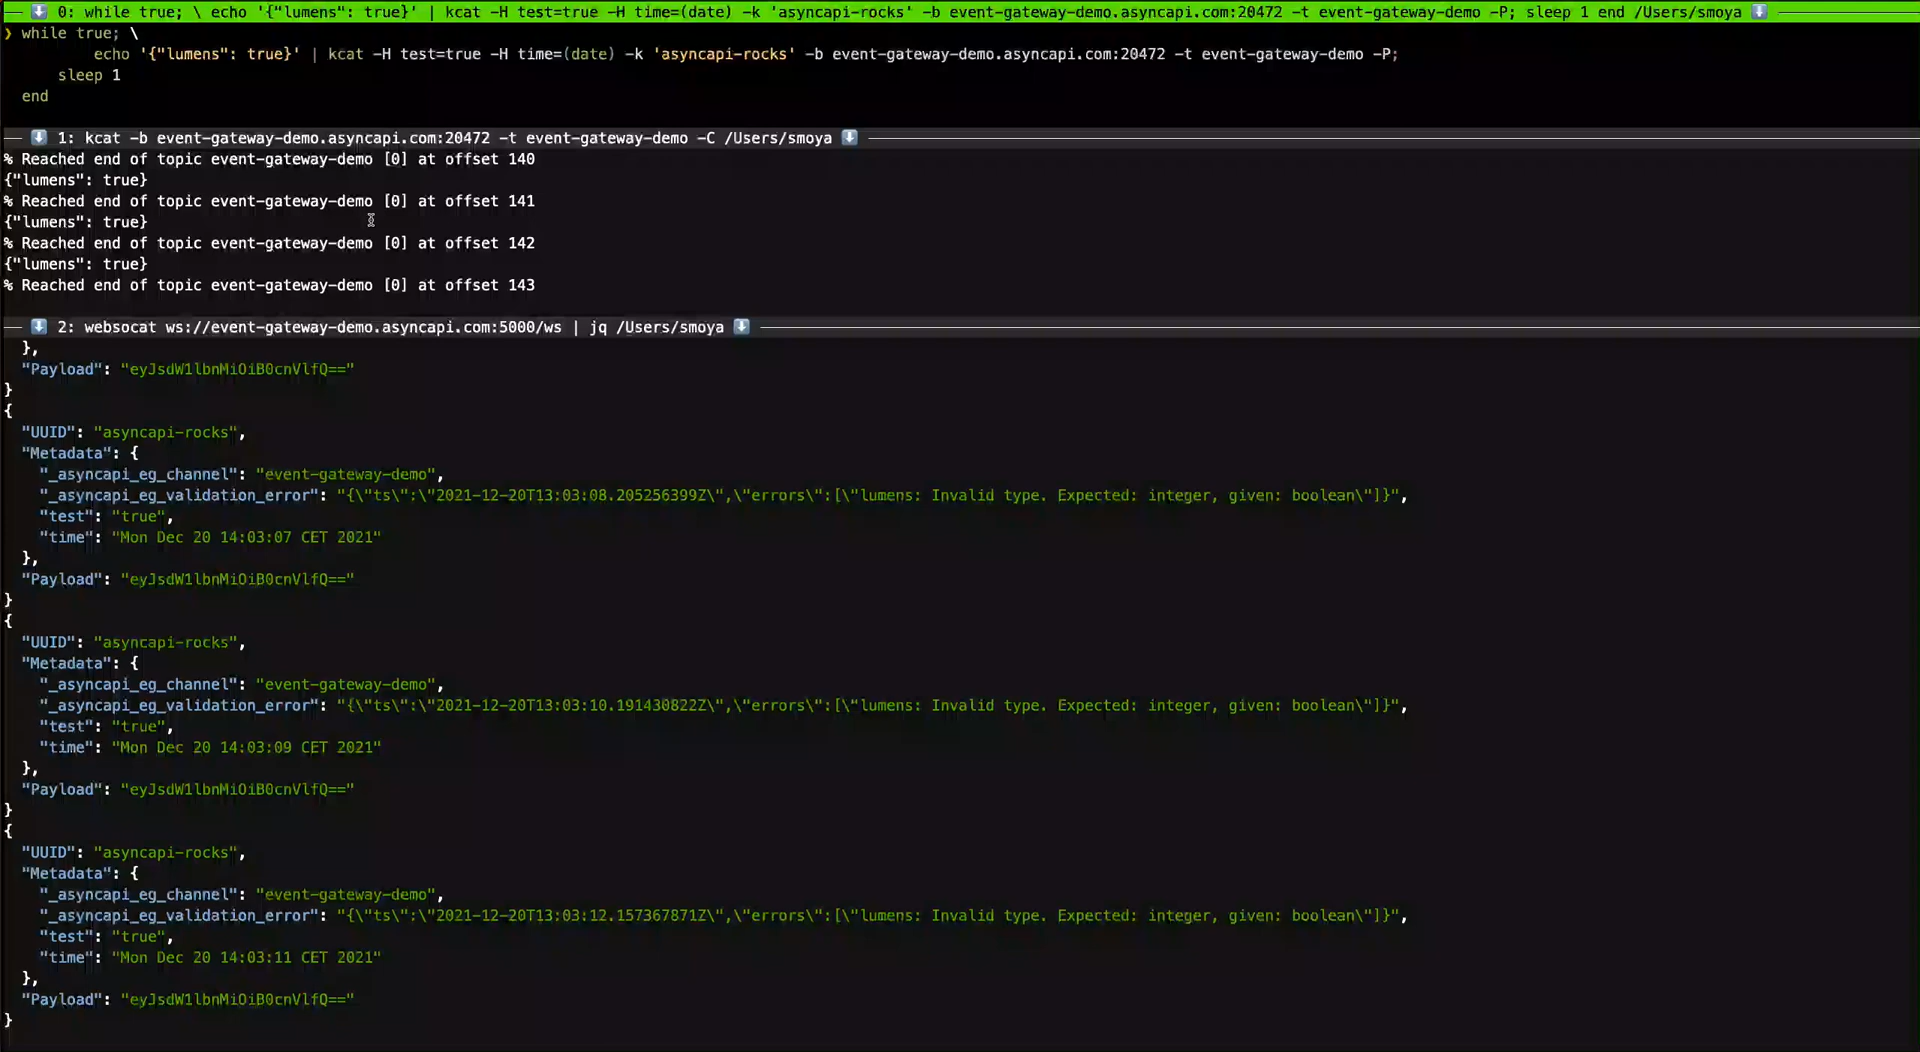 0: while true; \ echo '{"lumens": true}' | kcat -H test=true -H time=(date) -k 'asyncapi-rocks' -b event-gateway-demo.asyncapi.com:20472 -t event-gateway-demo -P; sleep 1 end /Users/smoya
❯ while true; \
echo '{"lumens": true}' | kcat -H test=true -H time=(date) -k 'asyncapi-rocks' -b event-gateway-demo.asyncapi.com:20472 -t event-gateway-demo -P;
sleep 1
end
1: kcat -b event-gateway-demo.asyncapi.com:20472 -t event-gateway-demo -C /Users/smoya
% Reached end of topic event-gateway-demo [0] at offset 140
{"lumens": true}
% Reached end of topic event-gateway-demo [0] at offset 141
{"lumens": true}
% Reached end of topic event-gateway-demo [0] at offset 142
{"lumens": true}
% Reached end of topic event-gateway-demo [0] at offset 143
2: websocat ws://event-gateway-demo.asyncapi.com:5000/ws | jq /Users/smoya
},
"Payload": "eyJsdW1lbnMiOiB0cnVlfQ=="
}
{
"UUID": "asyncapi-rocks",
"Metadata": {
"_asyncapi_eg_channel": "event-gateway-demo",
"_asyncapi_eg_validation_error": "{\"ts\":\"2021-12-20T13:03:08.205256399Z\",\"errors\":[\"lumens: Invalid type. Expected: integer, given: boolean\"]}",
"test": "true",
"time": "Mon Dec 20 14:03:07 CET 2021"
},
"Payload": "eyJsdW1lbnMiOiB0cnVlfQ=="
}
{
"UUID": "asyncapi-rocks",
"Metadata": {
"_asyncapi_eg_channel": "event-gateway-demo",
"_asyncapi_eg_validation_error": "{\"ts\":\"2021-12-20T13:03:10.191430822Z\",\"errors\":[\"lumens: Invalid type. Expected: integer, given: boolean\"]}",
"test": "true",
"time": "Mon Dec 20 14:03:09 CET 2021"
},
"Payload": "eyJsdW1lbnMiOiB0cnVlfQ=="
}
{
"UUID": "asyncapi-rocks",
"Metadata": {
"_asyncapi_eg_channel": "event-gateway-demo",
"_asyncapi_eg_validation_error": "{\"ts\":\"2021-12-20T13:03:12.157367871Z\",\"errors\":[\"lumens: Invalid type. Expected: integer, given: boolean\"]}",
"test": "true",
"time": "Mon Dec 20 14:03:11 CET 2021"
},
"Payload": "eyJsdW1lbnMiOiB0cnVlfQ=="
}